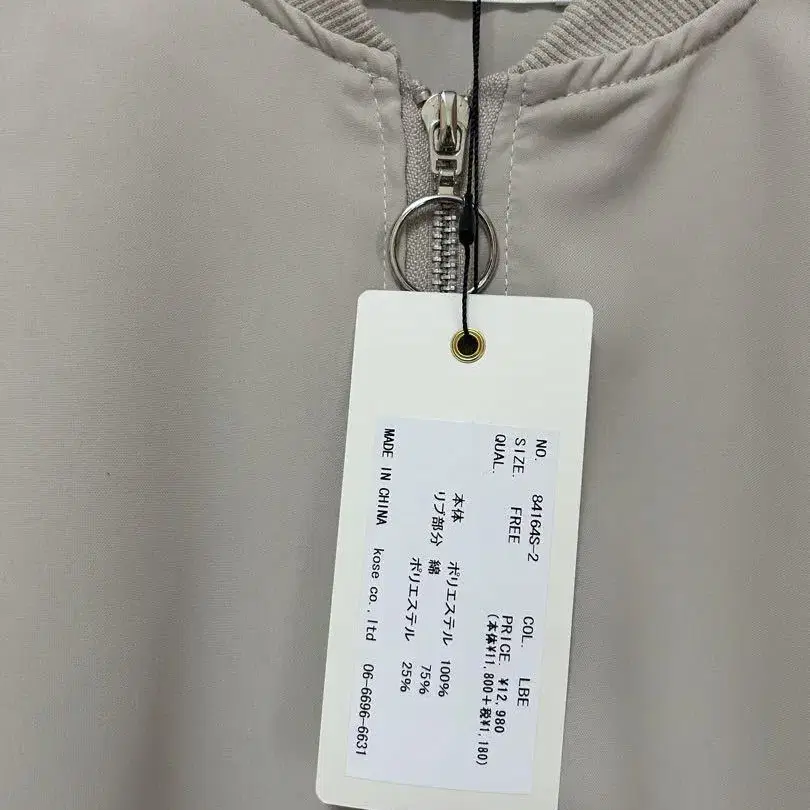 NO. 84164S-2 COL. LBE
SIZE. FREE PRICE. ¥12,980
QUAL. (本体¥11,800+税¥1,180)
本体 ポリエステル 100%
リブ部分 綿 75%
ポリエステル 25%
MADE IN CHINA kose co.,ltd 06-6696-6631